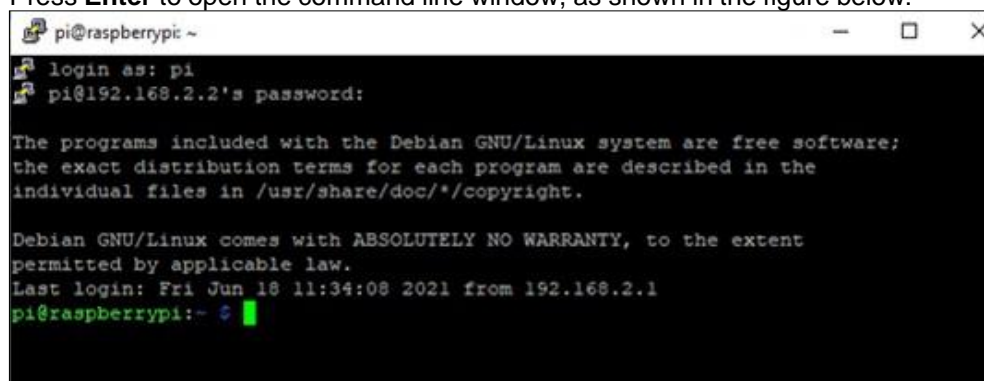 Press Enter to open the command line window, as shown in the figure below.
pi@raspberrypi: ~
login as: pi
pi@192.168.2.2's password:
The programs included with the Debian GNU/Linux system are free software;
the exact distribution terms for each program are described in the
individual files in /usr/share/doc/*/copyright.
Debian GNU/Linux comes with ABSOLUTELY NO WARRANTY, to the extent
permitted by applicable law.
Last login: Fri Jun 18 11:34:08 2021 from 192.168.2.1
pi@raspberrypi:~ $